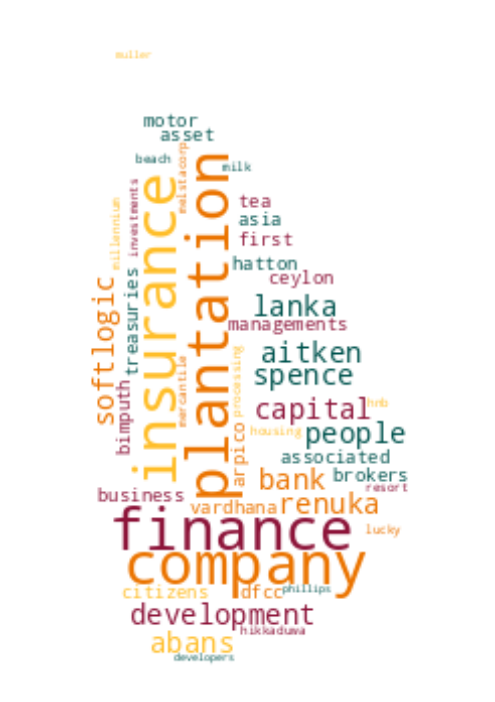 muller
motor
asset
beach
melstacorp
milk
plantation
insurance
investments
millennium
tea
asia
first
hatton
ceylon
treasuries
softlogic
lanka
managements
aitken
spence
processing
mercantile
bimputh
capital
hnb
arpico
housing
people
associated
brokers
bank
resort
business
renuka
vardhana
finance
lucky
company
citizens
dfcc
phillips
development
hikkaduwa
abans
developers